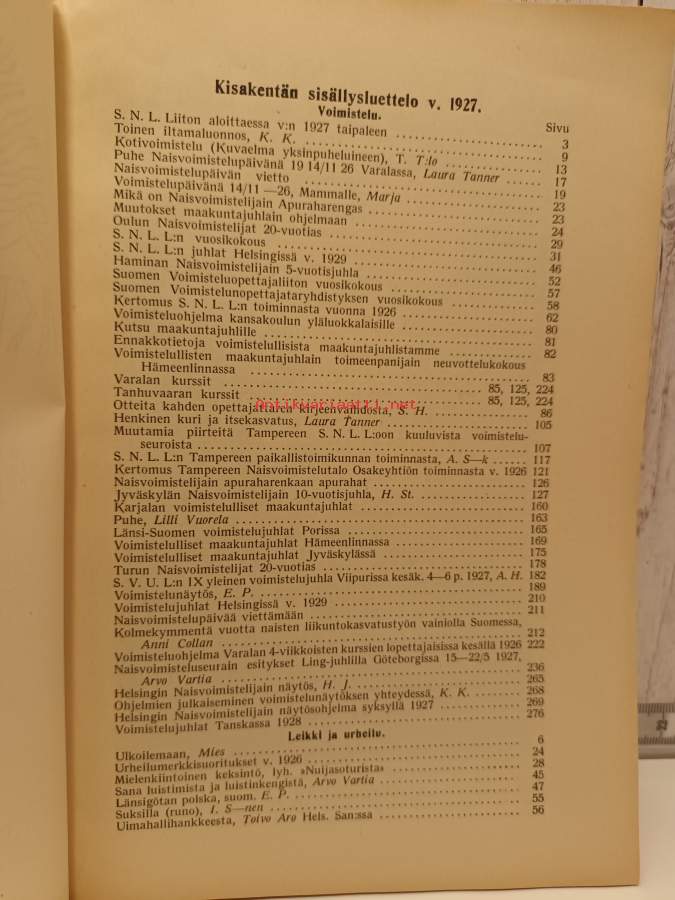 Kisakentän sisällysluettelo v. 1927.
Voimistelu.
Sivu
S. N. L. Liiton aloittaessa v:n 1927 taipaleen 3
Toinen iltamaluonnos, K. K. 9
Kotivoimistelu (Kuvaelma yksinpuheluineen), T. T:lo 13
Puhe Naisvoimistelupäivänä 19 14/11 26 Varalassa, Laura Tanner 17
Naisvoimistelupäivän vietto 19
Voimistelupäivänä 14/11 —26, Mammalle, Marja 23
Mikä on Naisvoimistelijain Apuraharengas 23
Muutokset maakuntajuhlain ohjelmaan 24
Oulun Naisvoimistelijat 20-vuotias 29
S. N. L. L:n vuosikokous 31
S. N. L. L:n juhlat Helsingissä v. 1929 46
Haminan Naisvoimistelijain 5-vuotisjuhla 52
Suomen Voimisteluopettajaliiton vuosikokous 57
Suomen Voimistelunopettajataryhdistyksen vuosikokous 58
Kertomus S. N. L. L:n toiminnasta vuonna 1926 62
Voimisteluohjelma kansakoulun yläluokkalaisille 80
Kutsu maakuntajuhlille 81
Ennakkotietoja voimistelullisista maakuntajuhlistamme 82
Voimistelullisten maakuntajuhlain toimeenpanijain neuvottelukokous
Hämeenlinnassa 83
Varalan kurssit 85, 125, 224
Tanhuvaaran kurssit 85, 125, 224
Otteita kahden opettajattaren kirjeenvaihdosta, S. H. 86
Henkinen kuri ja itsekasvatus, Laura Tanner 105
Muutamia piirteitä Tampereen S. N. L. L:oon kuuluvista voimistelu-
seuroista 107
S. N. L. L:n Tampereen paikallistoimikunnan toiminnasta, A. S—k 117
Kertomus Tampereen Naisvoimistelutalo Osakeyhtiön toiminnasta v. 1926 121
Naisvoimistelijain apuraharenkaan apurahat 126
Jyväskylän Naisvoimistelijain 10-vuotisjuhla, H. St. 127
Karjalan voimistelulliset maakuntajuhlat 160
Puhe, Lilli Vuorela 163
Länsi-Suomen voimistelujuhlat Porissa 165
Voimistelulliset maakuntajuhlat Hämeenlinnassa 169
Voimistelulliset maakuntajuhlat Jyväskylässä 175
Turun Naisvoimistelijat 20-vuotias 178
S. V. U. L:n IX yleinen voimistelujuhla Viipurissa kesäk. 4—6 p. 1927, A. H. 182
Voimistelunäytös, E. P. 189
Voimistelujuhlat Helsingissä v. 1929 210
Naisvoimistelupäivää viettämään 211
Kolmekymmentä vuotta naisten liikuntokasvatustyön vainiolla Suomessa,
Anni Collan 212
Voimisteluohjelma Varalan 4-viikkoisten kurssien lopettajaisissa kesällä 1926 222
Naisvoimisteluseurain esitykset Ling-juhlilla Göteborgissa 15—22/5 1927,
Arvo Vartia 236
Helsingin Naisvoimistelijain näytös, H. J. 265
Ohjelmien julkaiseminen voimistelunäytöksen yhteydessä, K. K. 268
Helsingin Naisvoimistelijain näytösohjelma syksyllä 1927 269
Voimistelujuhlat Tanskassa 1928 276
Leikki ja urheilu.
Ulkoilemaan, Mies 6
Urheilumerkkisuoritukset v. 1926 24
Mielenkiintoinen keksintö, lyh. »Nuijasoturista» 28
Sana luistimista ja luistinkengistä, Arvo Vartia 45
Länsigötan polska, suom. E. P. 47
Suksilla (runo), I. S—nen 55
Uimahallihankkeesta, Toivo Aro Hels. San:ssa 56